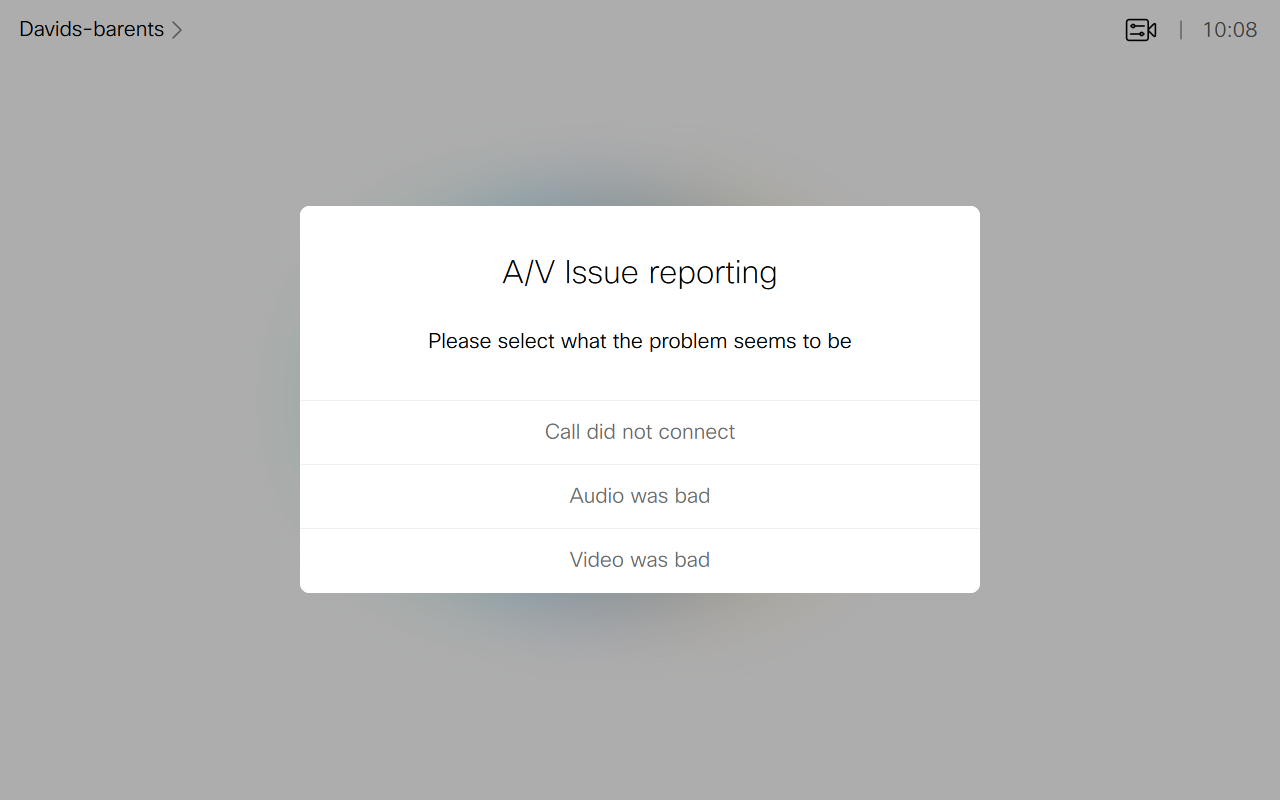 Davids-barents
| 10:08
A/V Issue reporting
Please select what the problem seems to be
Call did not connect
Audio was bad
Video was bad